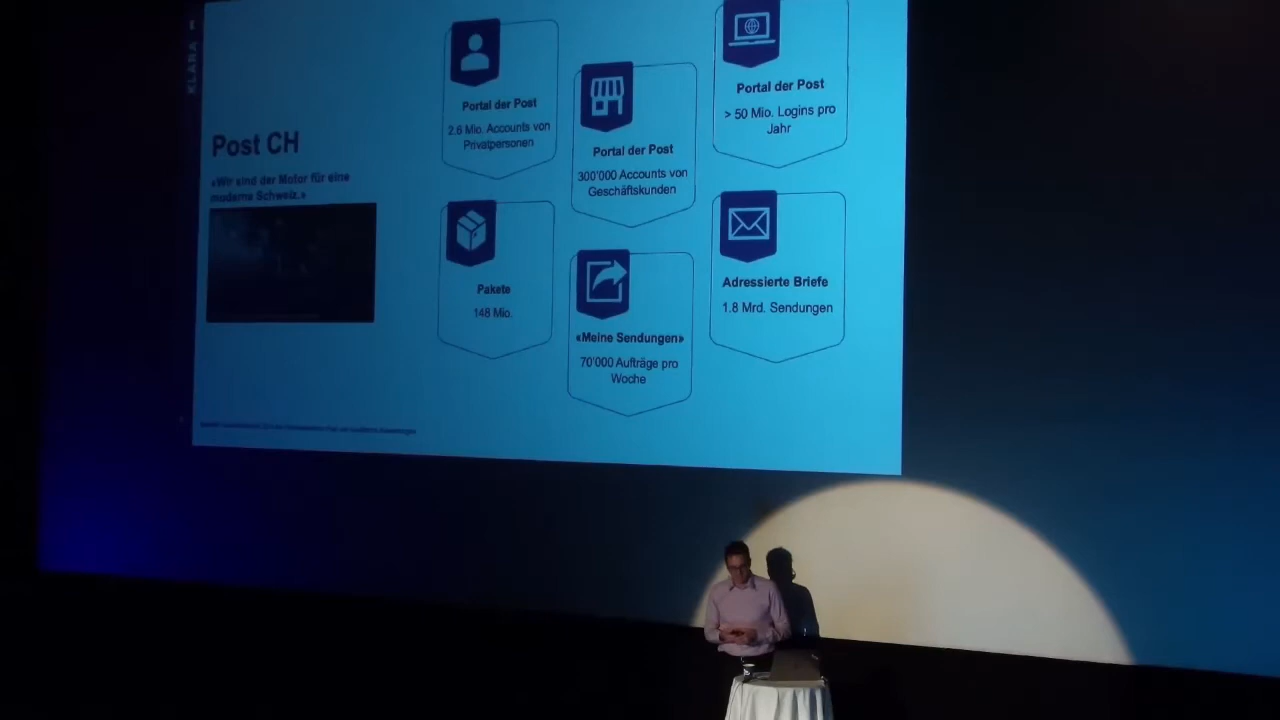 KLARA
Post CH
«Wir sind der Motor für eine
moderne Schweiz.»
Portal der Post
2.6 Mio. Accounts von
Privatpersonen
Portal der Post
300'000 Accounts von
Geschäftskunden
Portal der Post
> 50 Mio. Logins pro
Jahr
Pakete
148 Mio.
«Meine Sendungen»
70'000 Aufträge pro
Woche
Adressierte Briefe
1.8 Mrd. Sendungen